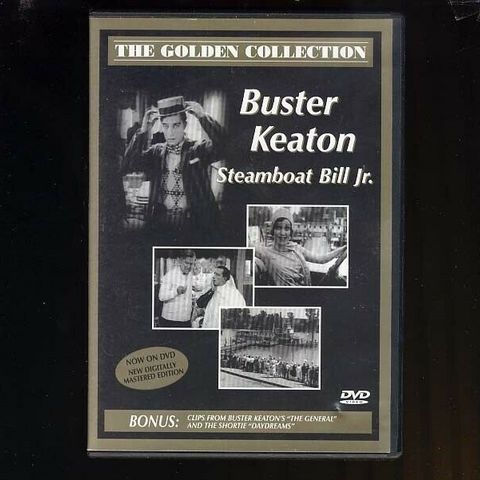 THE GOLDEN COLLECTION
Buster
Keaton
Steamboat Bill Jr.
NOW ON DVD
NEW DIGITALLY
MASTERED EDITION
DVD
VIDEO
BONUS: CLIPS FROM BUSTER KEATON'S "THE GENERAL"
AND THE SHORTIE "DAYDREAMS"